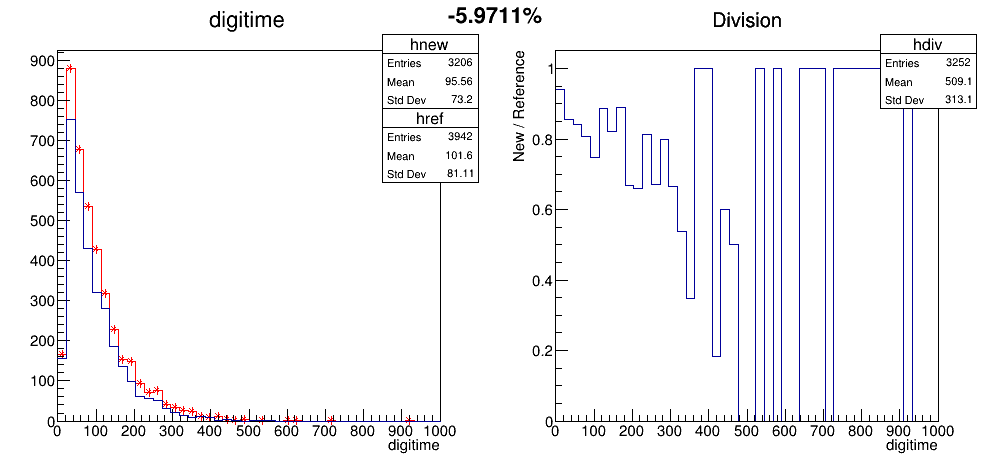 -5.9711%
digitime
hnew
Entries 3206
Mean 95.56
Std Dev 73.2
href
Entries 3942
Mean 101.6
Std Dev 81.11
900
800
700
600
500
400
300
200
100
0
0 100 200 300 400 500 600 700 800 900 1000
digitime
Division
hdiv
Entries 3252
Mean 509.1
Std Dev 313.1
New / Reference
1
0.8
0.6
0.4
0.2
0
0 100 200 300 400 500 600 700 800 900 1000
digitime